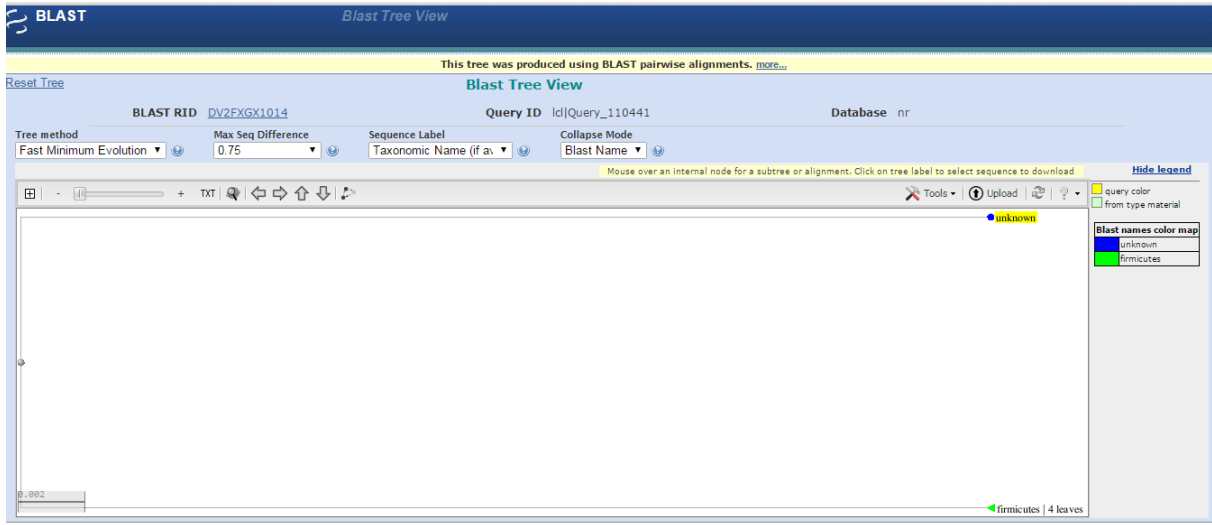 BLAST Blast Tree View
This tree was produced using BLAST pairwise alignments. more...
Reset Tree Blast Tree View
BLAST RID DV2FXGX1014 Query ID lcl|Query_110441 Database nr
Tree method Max Seq Difference Sequence Label Collapse Mode
Fast Minimum Evolution 0.75 Taxonomic Name (if av Blast Name
Mouse over an internal node for a subtree or alignment. Click on tree label to select sequence to download Hide legend
- + TXT Tools Upload ? query color
from type material
unknown
Blast names color map
unknown
firmicutes
0.002
firmicutes | 4 leaves